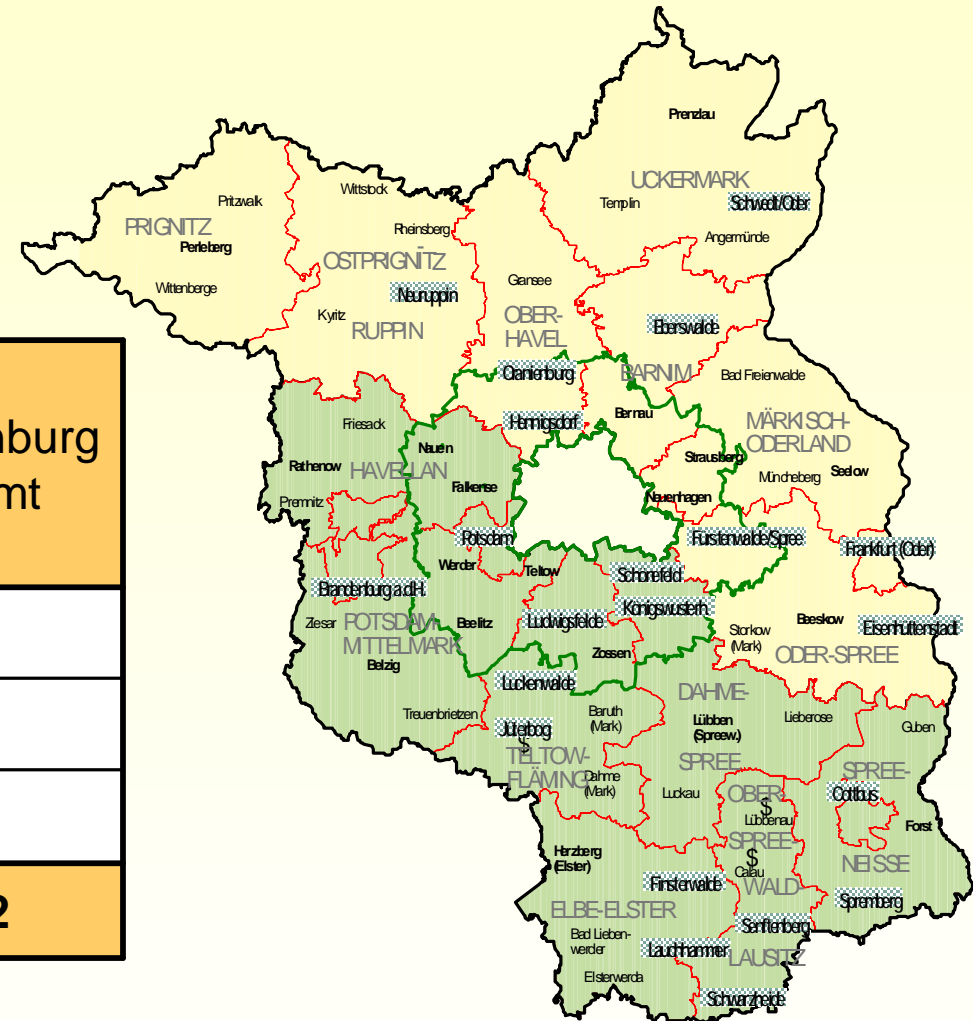 Prenzlau
UCKERMARK
Templin
Schwedt/Oder
Angermünde
Wittstock
Pritzwalk
Rheinsberg
PRIGNITZ
Perleberg
OSTPRIGNITZ
Wittenberge
Neuruppin
Kyritz
RUPPIN
Gransee
OBER-
HAVEL
Eberswalde
Oranienburg
BARNIM
Bad Freienwalde
Hennigsdorf
Bernau
MÄRKISCH-
ODERLAND
Strausberg
Müncheberg
Seelow
Neuenhagen
nburg
mt
2
Friesack
Nauen
Rathenow
HAVELLAN
Falkense
Premnitz
Potsdam
Fürstenwalde/Spree
Frankfurt (Oder)
Werder
Teltow
Schönefeld
Brandenburg a.d.H.
Königswusterh.
Ziesar
POTSDAM-
MITTELMARK
Beelitz
Ludwigsfelde
Beeskow
Eisenhüttenstadt
Storkow
(Mark)
ODER-SPREE
Belzig
Zossen
Luckenwalde
DAHME-
Treuenbrietzen
Baruth
(Mark)
Lübben
(Spreew.)
Lieberose
Guben
Jüterbog
$
TELTOW-
FLÄMING
Dahme
(Mark)
SPREE
Luckau
OBER-
$
Lübbenau
SPREE-
Cottbus
Forst
SPREE-
$
Calau
WALD-
NEISSE
Herzberg
(Elster)
Finsterwalde
Spremberg
ELBE-ELSTER
Senftenberg
Bad Lieben-
werder
Lauchhammer
LAUSITZ
Elsterwerda
Schwarzheide